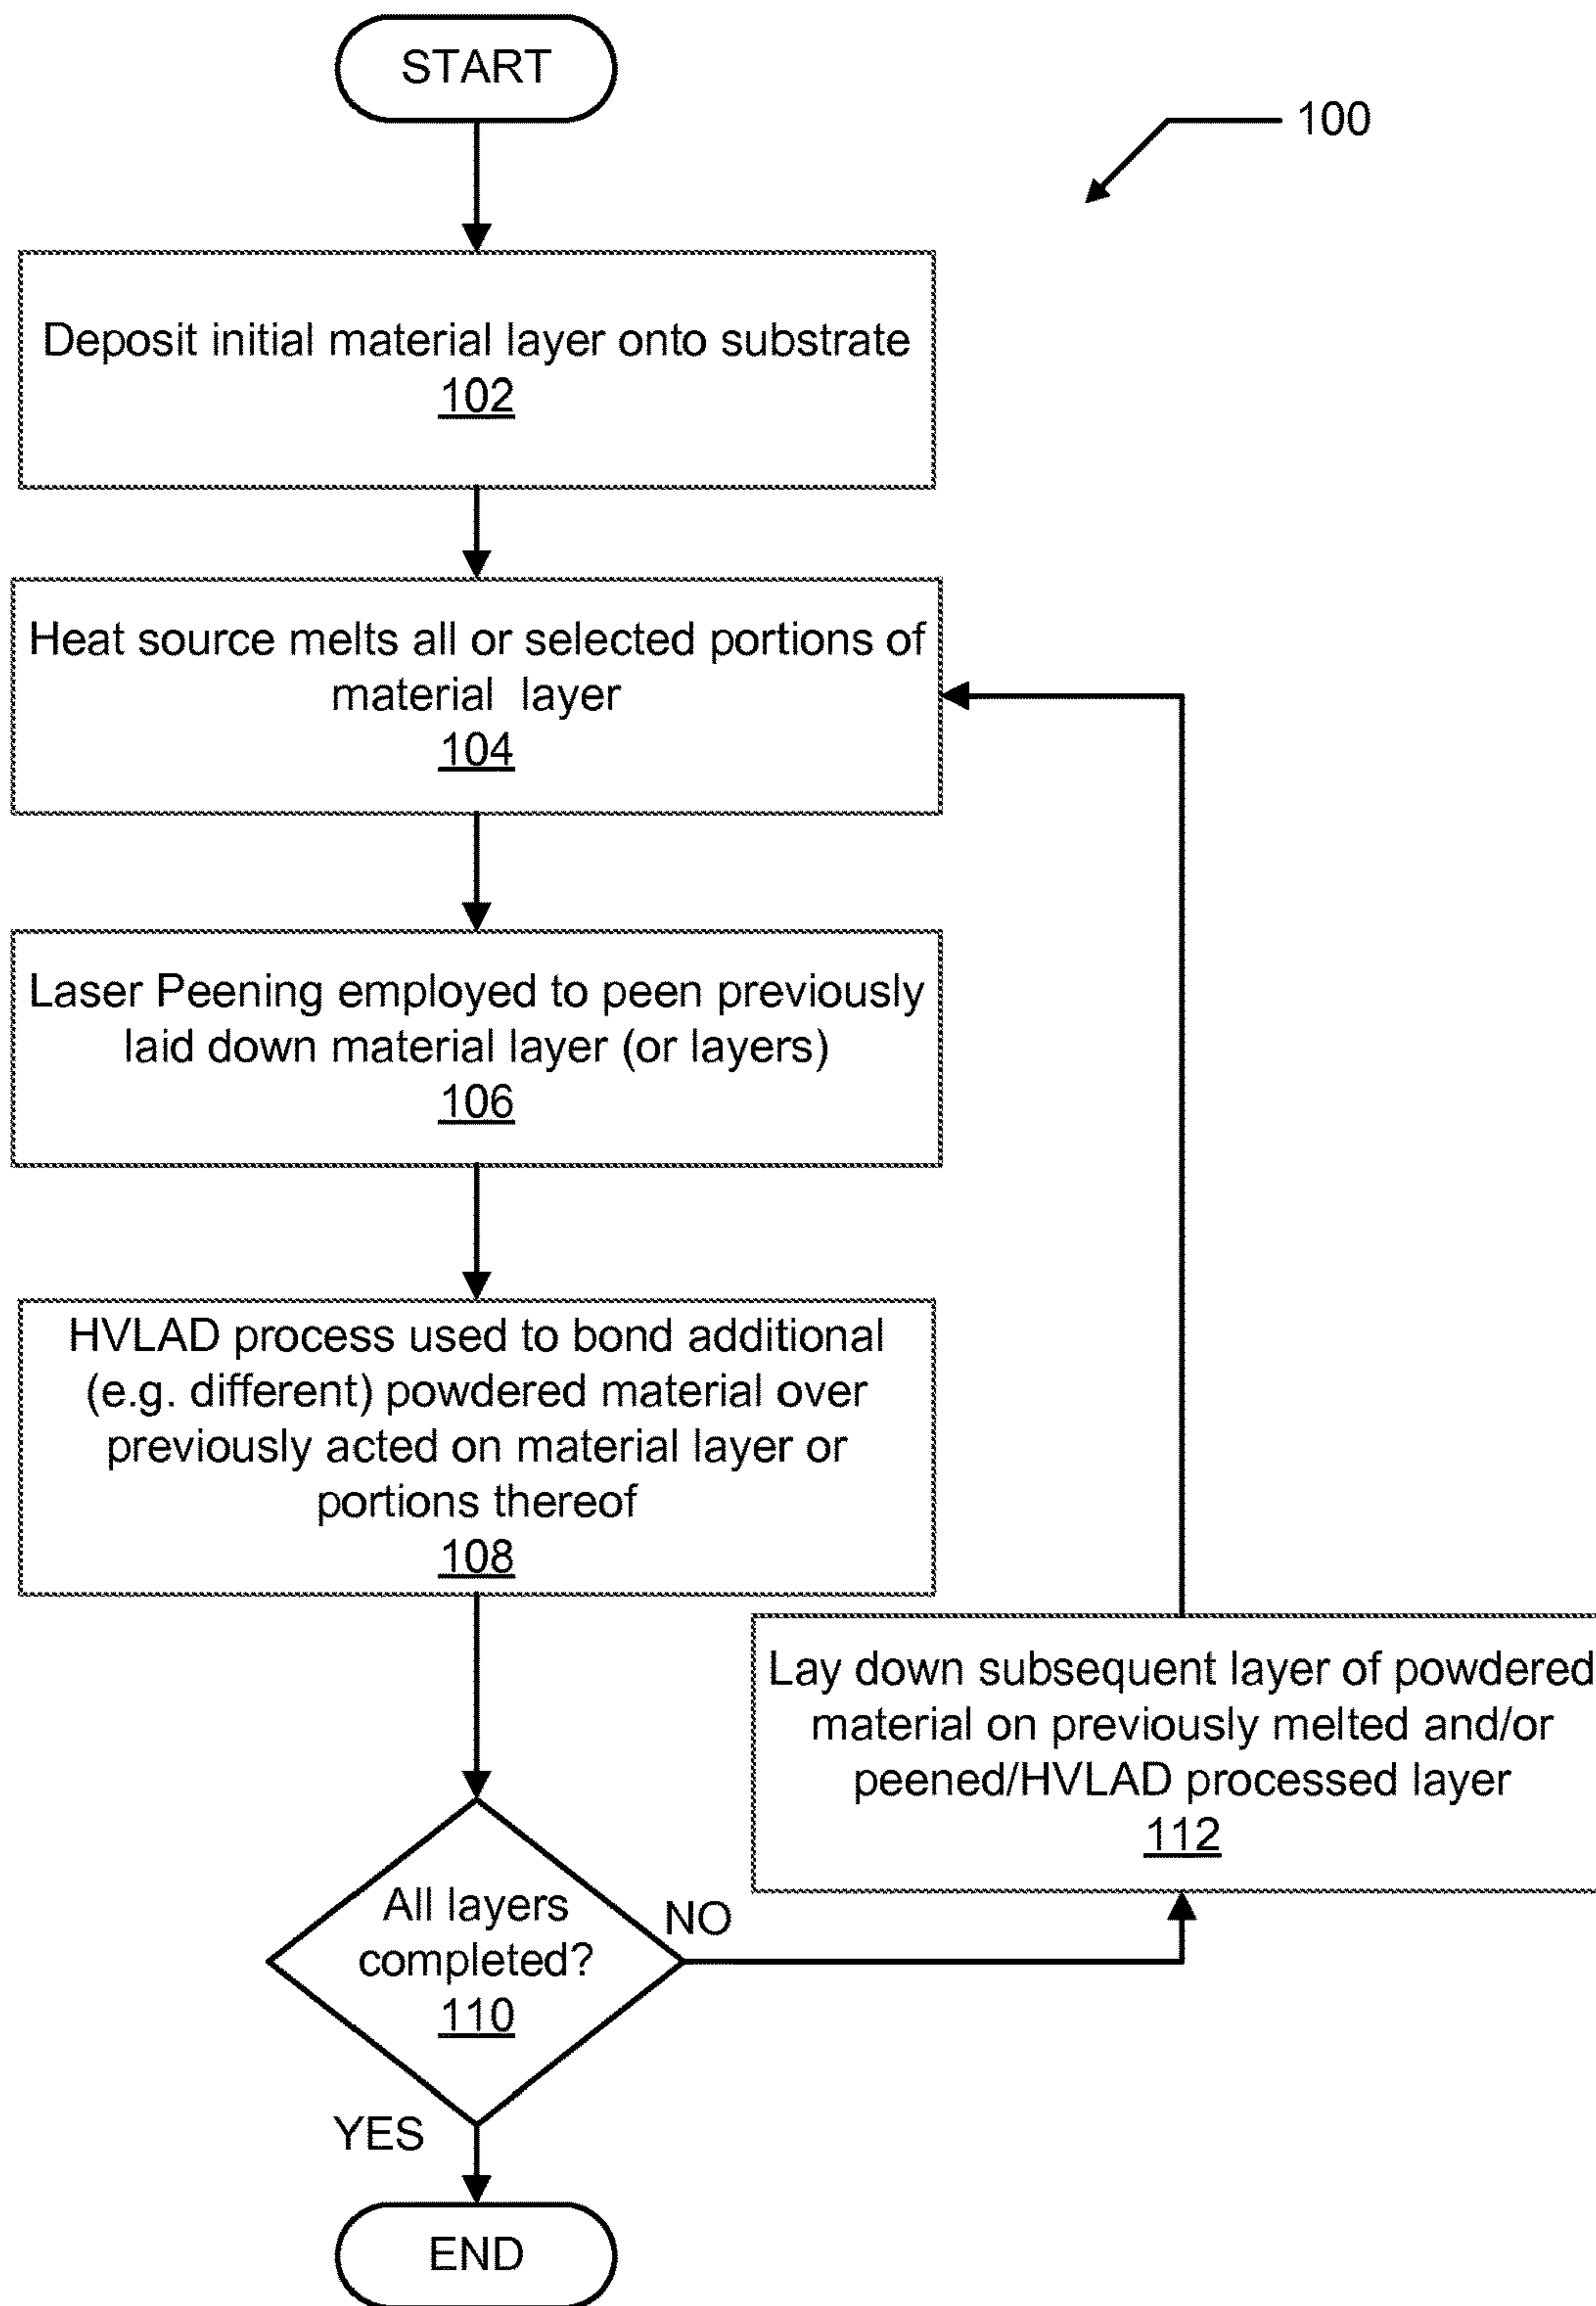 START
100
Deposit initial material layer onto substrate
102
Heat source melts all or selected portions of
material layer
104
Laser Peening employed to peen previously
laid down material layer (or layers)
106
HVLAD process used to bond additional
(e.g. different) powdered material over
previously acted on material layer or
portions thereof
108
Lay down subsequent layer of powdered
material on previously melted and/or
peened/HVLAD processed layer
112
All layers
completed?
110
NO
YES
END